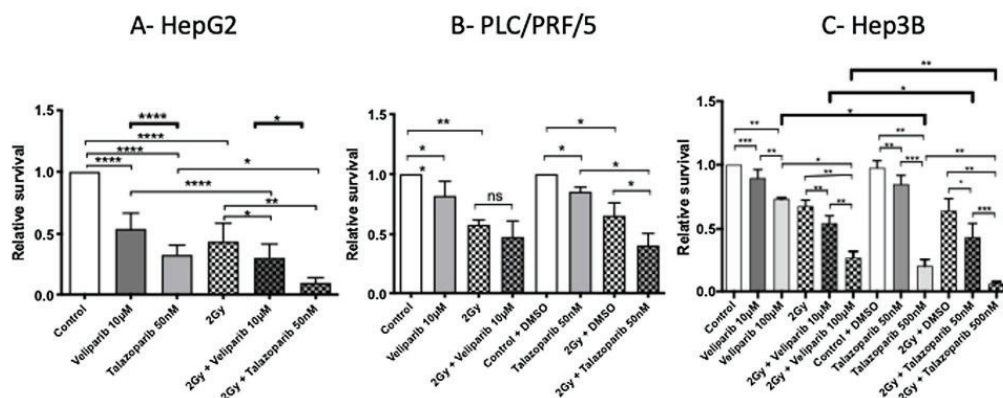 A- HepG2
B- PLC/PRF/5
C- Hep3B
Relative survival
1.5
1.0
0.5
0.0
****
*
****
****
*
****
****
**
*
Control
Veliparib 10µM
Talazoparib 50nM
2Gy
2Gy + Veliparib 10µM
2Gy + Talazoparib 50nM
Relative survival
1.5
1.0
0.5
0.0
**
*
*
*
*
*
*
ns
Control
Veliparib 10µM
2Gy
2Gy + Veliparib 10µM
Control + DMSO
Talazoparib 50nM
2Gy + DMSO
2Gy + Talazoparib 50nM
Relative survival
1.5
1.0
0.5
0.0
**
*
*
**
**
***
**
*
**
**
**
**
**
***
**
**
*
***
Control
Veliparib 10µM
Veliparib 100µM
2Gy
2Gy + Veliparib 10µM
2Gy + Veliparib 100µM
Control + DMSO
Talazoparib 50nM
Talazoparib 500nM
2Gy + DMSO
2Gy + Talazoparib 50nM
2Gy + Talazoparib 500nM